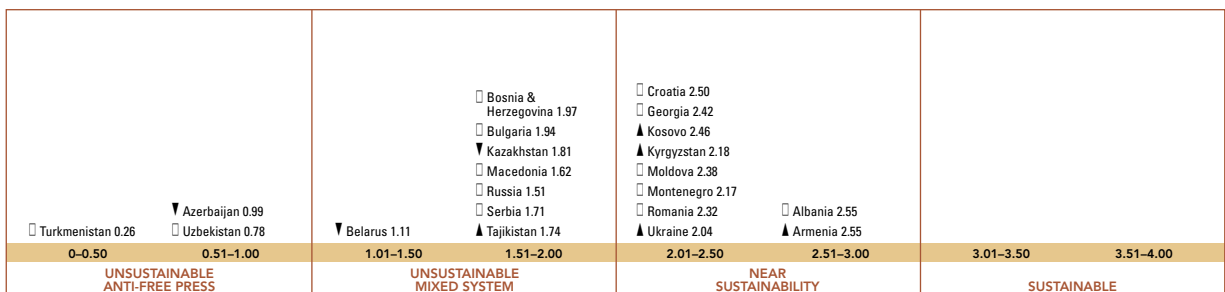 Bosnia &
Herzegovina 1.97
Bulgaria 1.94
▼ Kazakhstan 1.81
Macedonia 1.62
Russia 1.51
Serbia 1.71
▲ Tajikistan 1.74
Croatia 2.50
Georgia 2.42
▲ Kosovo 2.46
▲ Kyrgyzstan 2.18
Moldova 2.38
Montenegro 2.17
Romania 2.32
▲ Ukraine 2.04
▼ Azerbaijan 0.99
Turkmenistan 0.26
Uzbekistan 0.78
▼ Belarus 1.11
Albania 2.55
▲ Armenia 2.55
0–0.50
0.51–1.00
1.01–1.50
1.51–2.00
2.01–2.50
2.51–3.00
3.01–3.50
3.51–4.00
UNSUSTAINABLE
ANTI-FREE PRESS
UNSUSTAINABLE
MIXED SYSTEM
NEAR
SUSTAINABILITY
SUSTAINABLE